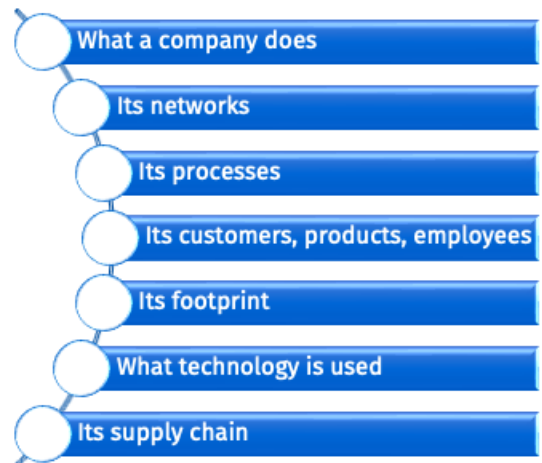 What a company does
Its networks
Its processes
Its customers, products, employees
Its footprint
What technology is used
Its supply chain